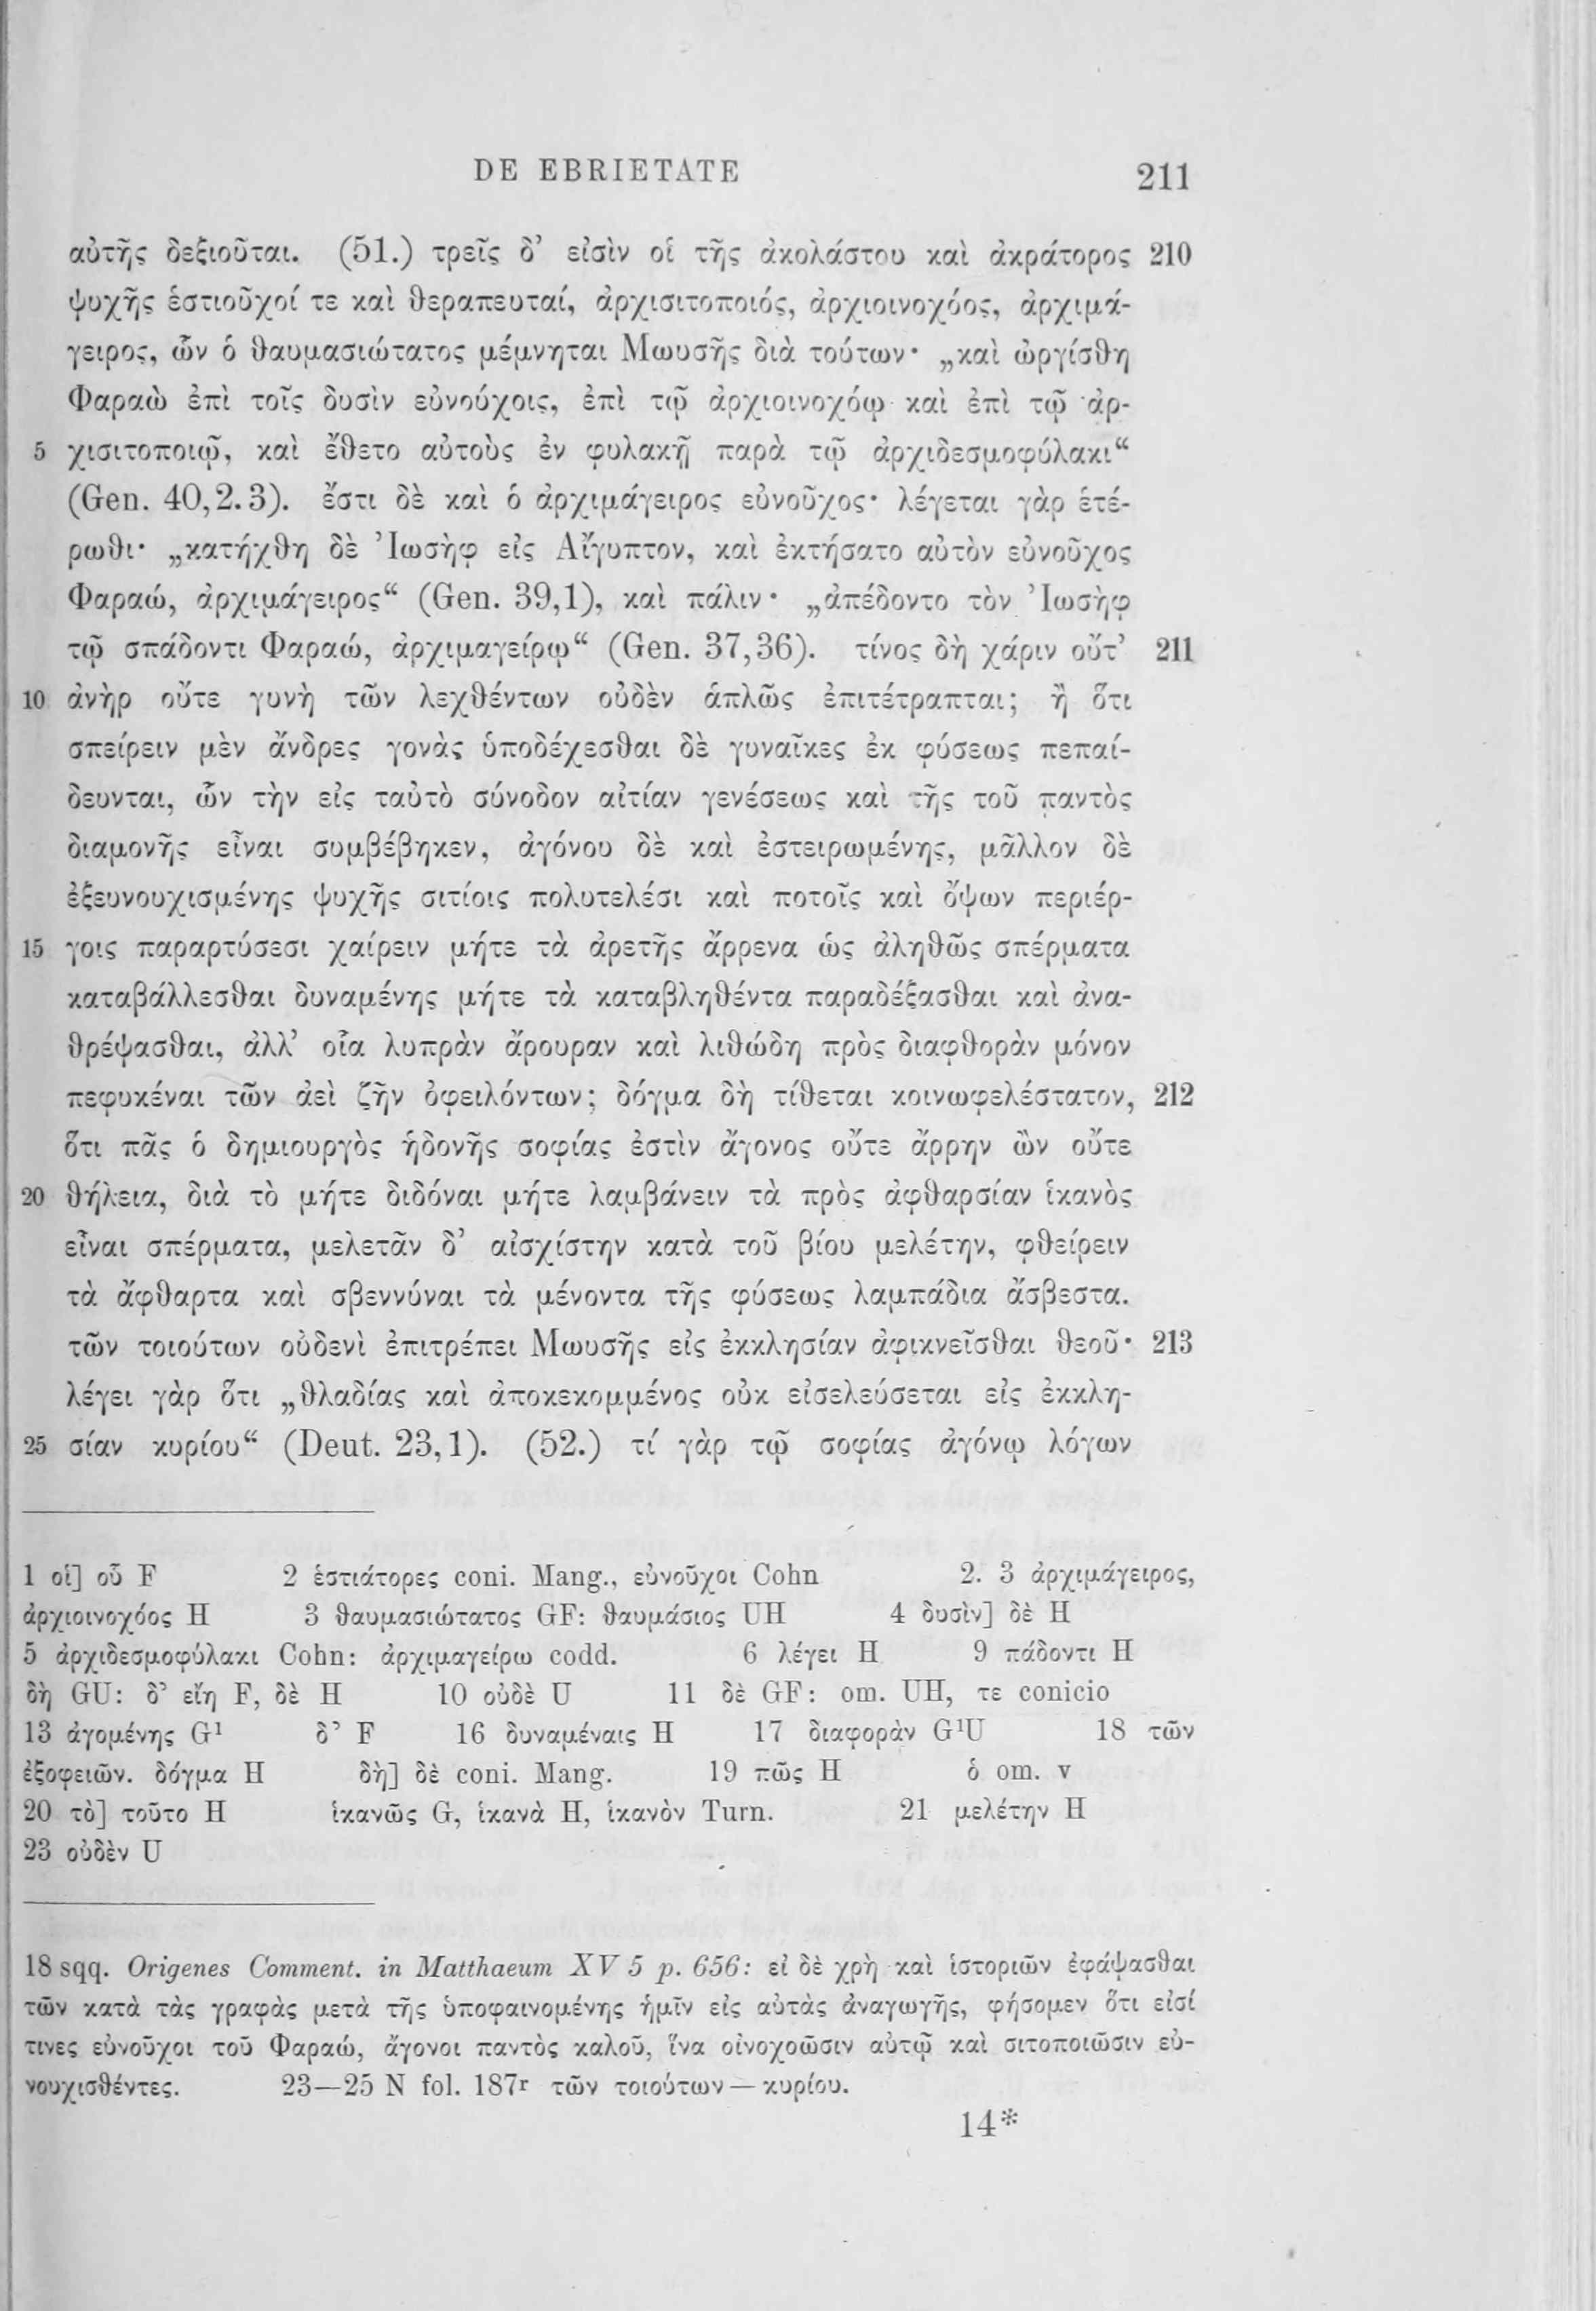 DE EBRIETATE 211
αὐτῆς δεξιοῦται. (51.) τρεῖς δ’ εἰσὶν οἱ τῆς ἀκολάστου καὶ ἀκράτορος 210
ψυχῆς ἑστιοῦχοί τε καὶ θεραπευταί, ἀρχισιτοποιός, ἀρχιοινοχόος, ἀρχιμά-
γειρος, ὧν ὁ θαυμασιώτατος μέμνηται Μωυσῆς διὰ τούτων· „καὶ ὠργίσθη
Φαραὼ ἐπὶ τοῖς δυσὶν εὐνούχοις, ἐπὶ τῷ ἀρχιοινοχόῳ καὶ ἐπὶ τῷ ἀρ-
5 χισιτοποιῷ, καὶ ἔθετο αὐτοὺς ἐν φυλακῇ παρὰ τῷ ἀρχιδεσμοφύλακι“
(Gen. 40,2.3). ἔστι δὲ καὶ ὁ ἀρχιμάγειρος εὐνοῦχος· λέγεται γὰρ ἑτέ-
ρωθι· „κατήχθη δὲ Ἰωσὴφ εἰς Αἴγυπτον, καὶ ἐκτήσατο αὐτὸν εὐνοῦχος
Φαραώ, ἀρχιμάγειρος“ (Gen. 39,1), καὶ πάλιν· „ἀπέδοντο τὸν Ἰωσὴφ
τῷ σπάδοντι Φαραώ, ἀρχιμαγείρῳ“ (Gen. 37,36). τίνος δὴ χάριν οὔτ’ 211
10 ἀνὴρ οὔτε γυνὴ τῶν λεχθέντων οὐδὲν ἁπλῶς ἐπιτέτραπται; ἢ ὅτι
σπείρειν μὲν ἄνδρες γονὰς ὑποδέχεσθαι δὲ γυναῖκες ἐκ φύσεως πεπαί-
δευνται, ὧν τὴν εἰς ταὐτὸ σύνοδον αἰτίαν γενέσεως καὶ τῆς τοῦ παντὸς
διαμονῆς εἶναι συμβέβηκεν, ἀγόνου δὲ καὶ ἐστειρωμένης, μᾶλλον δὲ
ἐξευνουχισμένης ψυχῆς σιτίοις πολυτελέσι καὶ ποτοῖς καὶ ὄψων περιέρ-
15 γοις παραρτύσεσι χαίρειν μήτε τὰ ἀρετῆς ἄρρενα ὡς ἀληθῶς σπέρματα
καταβάλλεσθαι δυναμένης μήτε τὰ καταβληθέντα παραδέξασθαι καὶ ἀνα-
θρέψασθαι, ἀλλ’ οἷα λυπρὰν ἄρουραν καὶ λιθώδη πρὸς διαφθορὰν μόνον
πεφυκέναι τῶν ἀεὶ ζῆν ὀφειλόντων; δόγμα δὴ τίθεται κοινωφελέστατον, 212
ὅτι πᾶς ὁ δημιουργὸς ἡδονῆς σοφίας ἐστὶν ἄγονος οὔτε ἄρρην ὢν οὔτε
20 θήλεια, διὰ τὸ μήτε διδόναι μήτε λαμβάνειν τὰ πρὸς ἀφθαρσίαν ἱκανὸς
εἶναι σπέρματα, μελετᾶν δ’ αἰσχίστην κατὰ τοῦ βίου μελέτην, φθείρειν
τὰ ἄφθαρτα καὶ σβεννύναι τὰ μένοντα τῆς φύσεως λαμπάδια ἄσβεστα.
τῶν τοιούτων οὐδενὶ ἐπιτρέπει Μωυσῆς εἰς ἐκκλησίαν ἀφικνεῖσθαι θεοῦ· 213
λέγει γὰρ ὅτι „θλαδίας καὶ ἀποκεκομμένος οὐκ εἰσελεύσεται εἰς ἐκκλη-
25 σίαν κυρίου“ (Deut. 23,1). (52.) τί γὰρ τῷ σοφίας ἀγόνῳ λόγων
1 οἱ] οὗ F 2 ἑστιάτορες coni. Mang., εὐνοῦχοι Cohn 2. 3 ἀρχιμάγειρος,
ἀρχιοινοχόος H 3 θαυμασιώτατος GF: θαυμάσιος UH 4 δυσὶν] δὲ H
5 ἀρχιδεσμοφύλακι Cohn: ἀρχιμαγείρω codd. 6 λέγει H 9 πάδοντι H
δὴ GU: δ’ εἴη F, δὲ H 10 οὐδὲ U 11 δὲ GF: om. UH, τε conicio
13 ἀγομένης G¹ δ’ F 16 δυναμέναις H 17 διαφορὰν G¹U 18 τῶν
ἐξοφειῶν. δόγμα H δὴ] δὲ coni. Mang. 19 πῶς H ὁ om. v
20 τὸ] τοῦτο H ἱκανῶς G, ἱκανὰ H, ἱκανὸν Turn. 21 μελέτην H
23 οὐδὲν U
18 sqq. Origenes Comment. in Matthaeum XV 5 p. 656: εἰ δὲ χρὴ καὶ ἱστοριῶν ἐφάψασθαι
τῶν κατὰ τὰς γραφὰς μετὰ τῆς ὑποφαινομένης ἡμῖν εἰς αὐτὰς ἀναγωγῆς, φήσομεν ὅτι εἰσί
τινες εὐνοῦχοι τοῦ Φαραώ, ἄγονοι παντὸς καλοῦ, ἵνα οἰνοχοῶσιν αὐτῷ καὶ σιτοποιῶσιν εὐ-
νουχισθέντες. 23—25 N fol. 187r τῶν τοιούτων — κυρίου.
14*